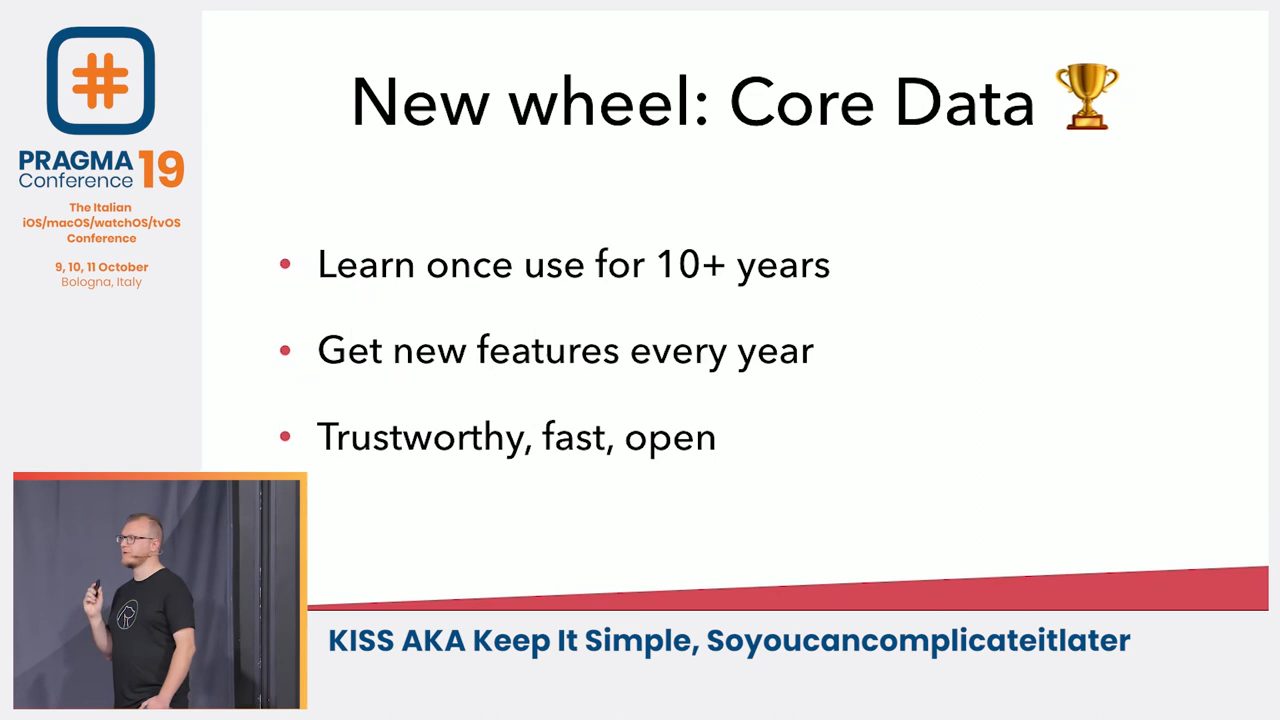 PRAGMA 19
Conference
The Italian
iOS/macOS/watchOS/tvOS
Conference
9, 10, 11 October
Bologna, Italy
New wheel: Core Data 🏆
• Learn once use for 10+ years
• Get new features every year
• Trustworthy, fast, open
KISS AKA Keep It Simple, Soyoucancomplicateitlater